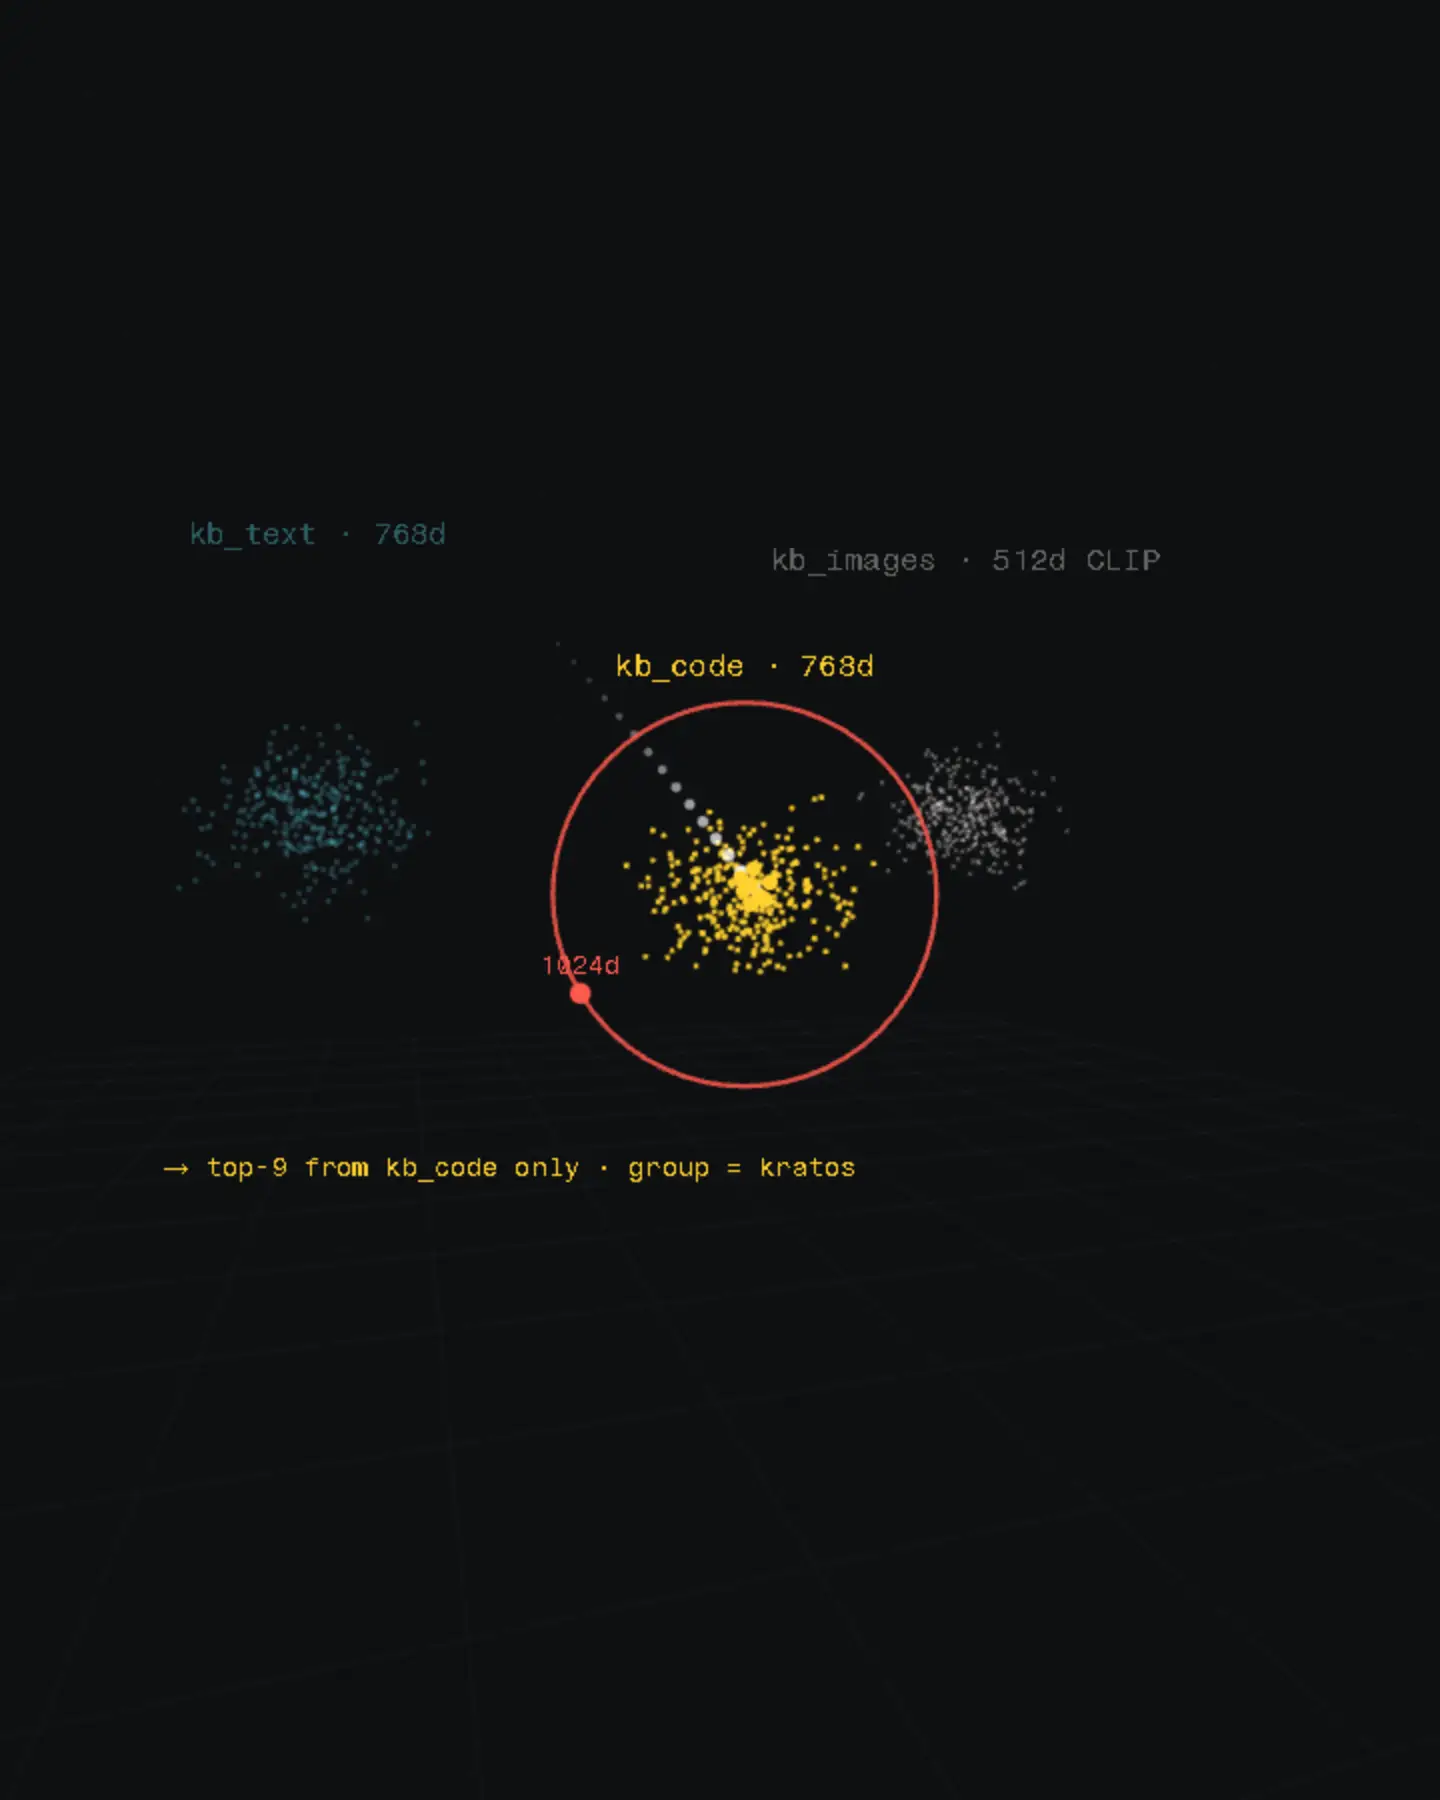 kb_text · 768d
kb_images · 512d CLIP
kb_code · 768d
1024d
→ top-9 from kb_code only · group = kratos